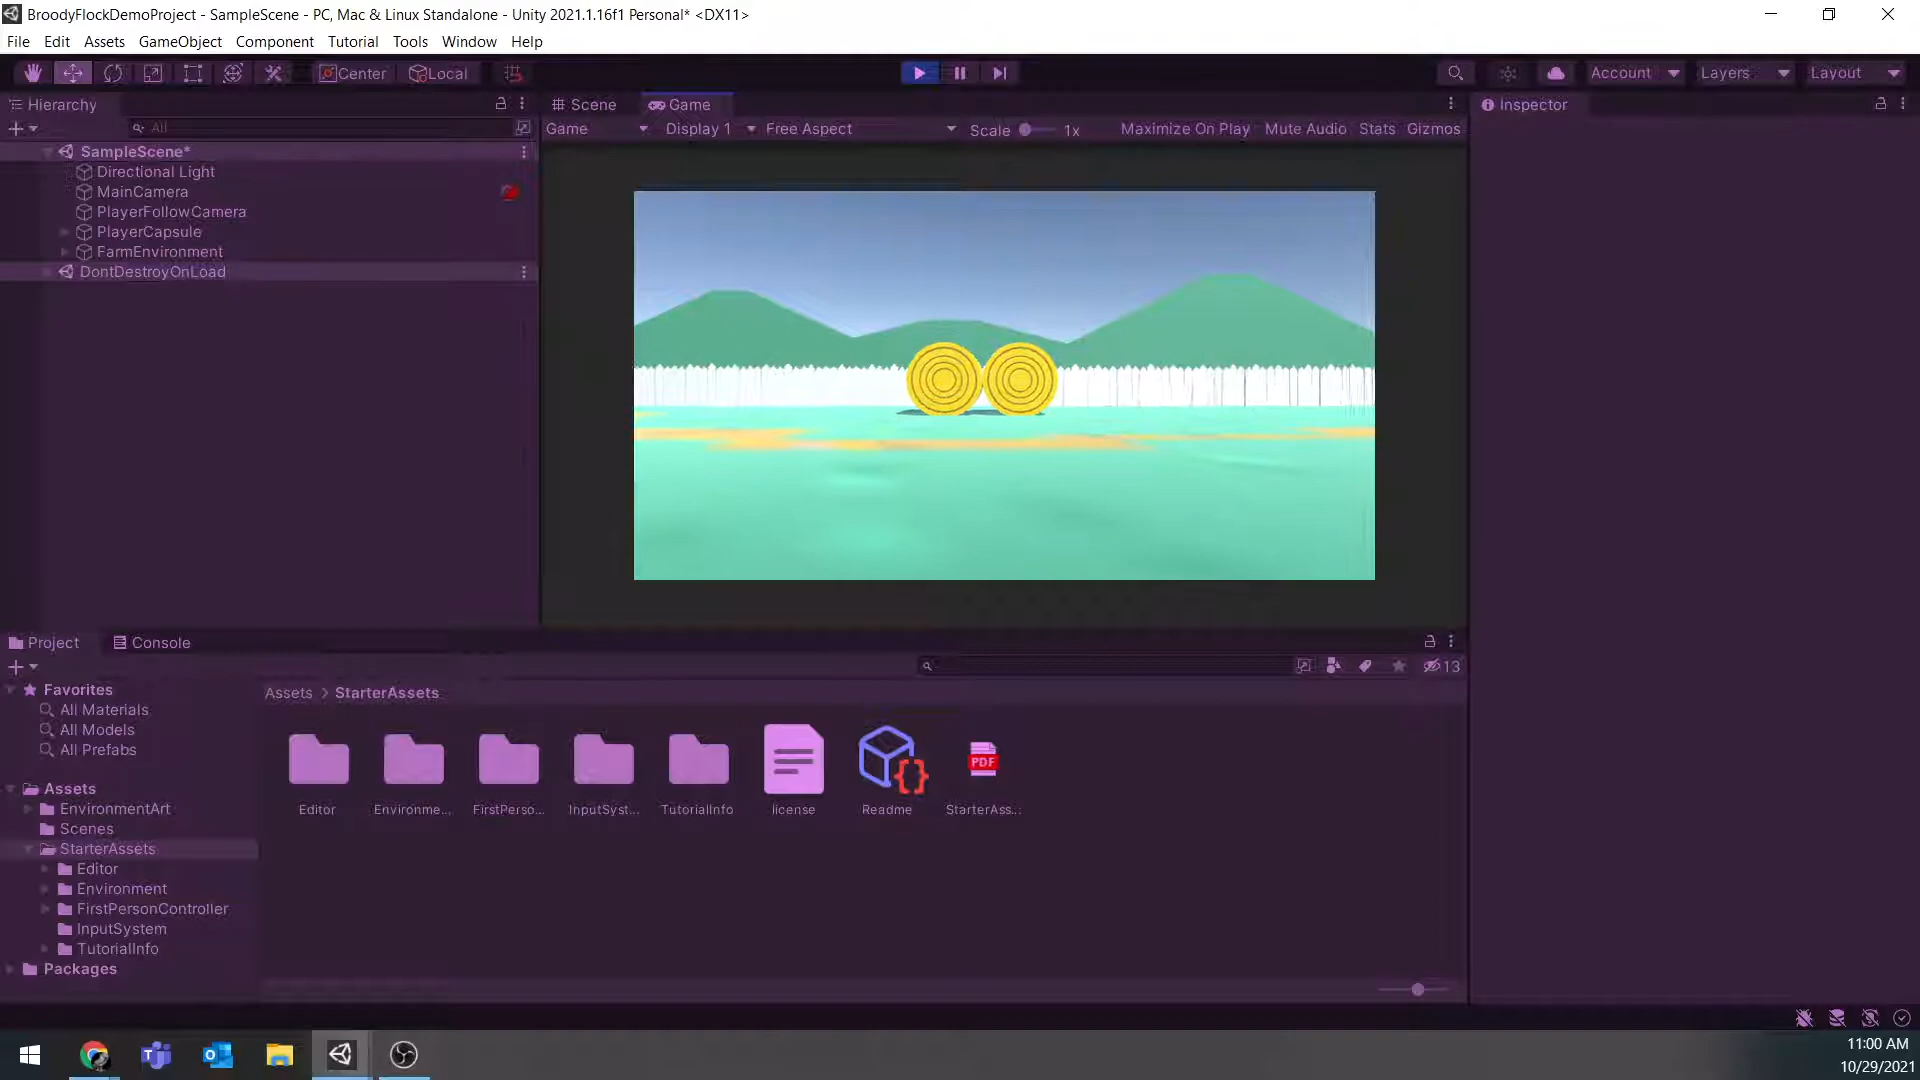 BroodyFlockDemoProject - SampleScene - PC, Mac & Linux Standalone - Unity 2021.1.16f1 Personal* <DX11>
File Edit Assets GameObject Component Tutorial Tools Window Help
Center Local Account Layers Layout
Hierarchy
All
SampleScene*
Directional Light
MainCamera
PlayerFollowCamera
PlayerCapsule
FarmEnvironment
DontDestroyOnLoad
Scene Game
Game Display 1 Free Aspect Scale 1x Maximize On Play Mute Audio Stats Gizmos
Inspector
Project Console
13
Favorites
All Materials
All Models
All Prefabs
Assets
EnvironmentArt
Scenes
StarterAssets
Editor
Environment
FirstPersonController
InputSystem
TutorialInfo
Packages
Assets > StarterAssets
PDF
Editor Environme... FirstPerso... InputSyst... TutorialInfo license Readme StarterAss...
11:00 AM
10/29/2021